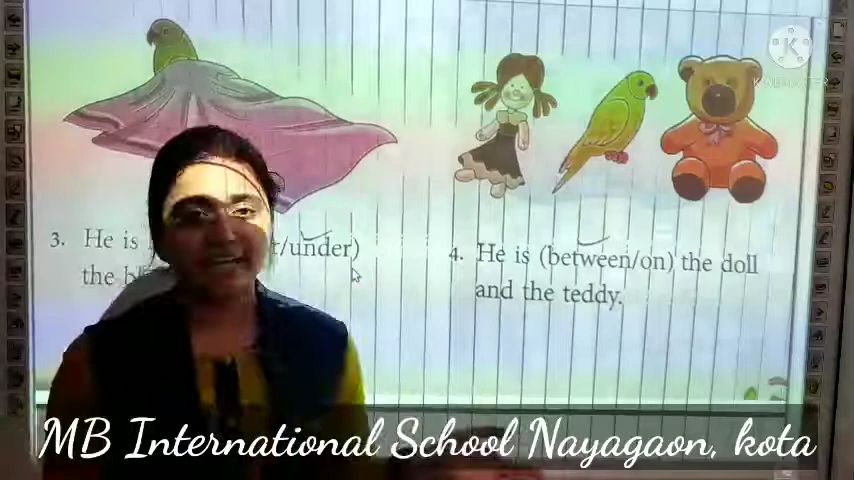 K
3. He is t/under)
the b
4. He is (between/on) the doll
and the teddy.
MB International School Nayagaon, kota